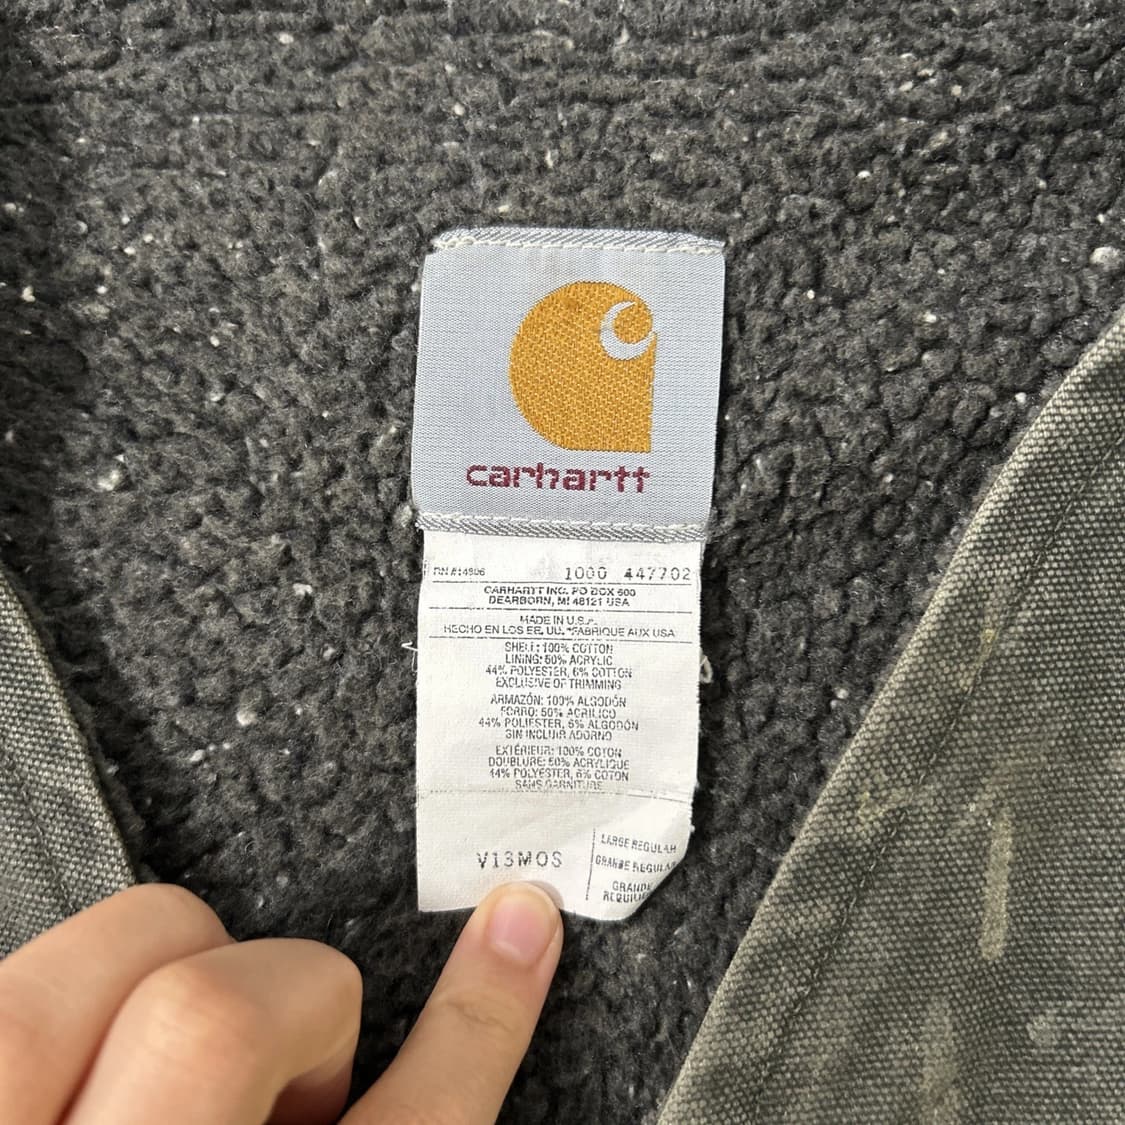 carhartt
RN #14806 1000 447702
CARHARTT INC. PO BOX 600
DEARBORN, MI 48121 USA
MADE IN U.S.A.
HECHO EN LOS EE. UU. *FABRIQUE AUX USA
SHELL: 100% COTTON
LINING: 50% ACRYLIC
44% POLYESTER, 6% COTTON
EXCLUSIVE OF TRIMMING
ARMAZÓN: 100% ALGODÓN
FORRO: 50% ACRILICO
44% POLIESTER, 6% ALGODÓN
SIN INCLUIR ADORNO
EXTÉRIEUR: 100% COTON
DOUBLURE: 50% ACRYLIQUE
44% POLYESTER, 6% COTON
SANS GARNITURE
V13MOS
LARGE REGULAR
GRANDE REGULAR
GRANDE